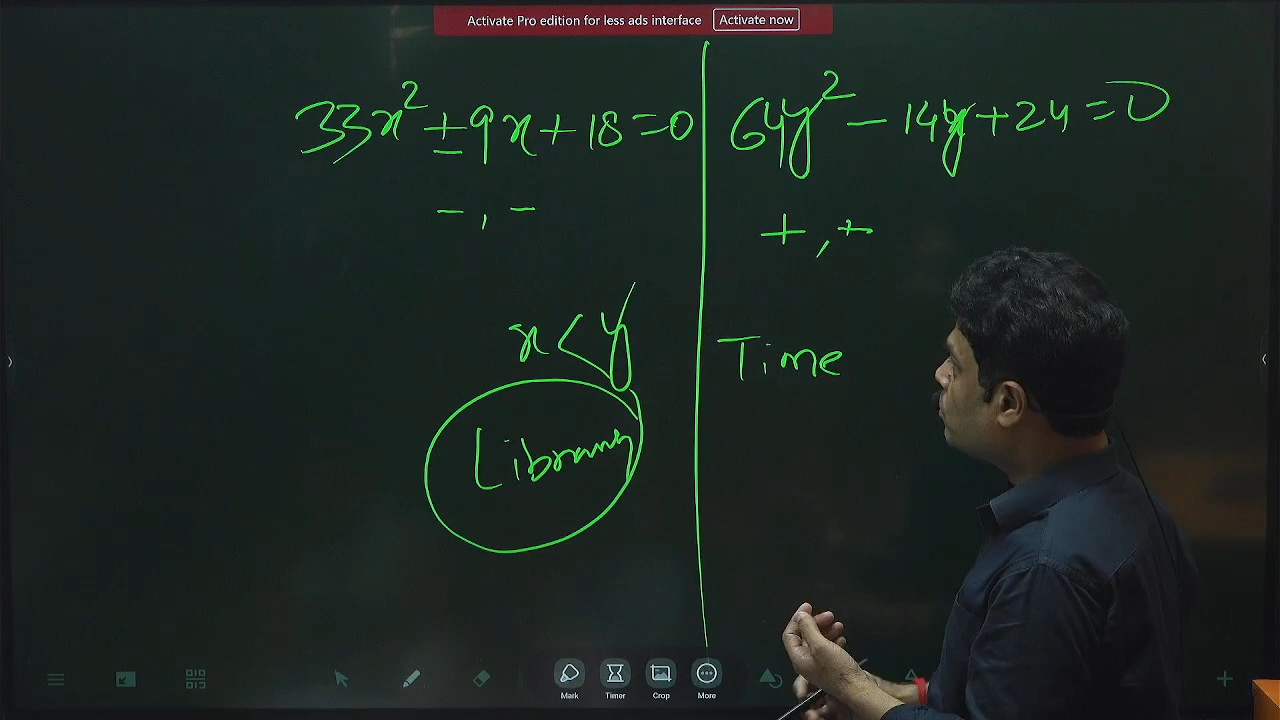 Activate Pro edition for less ads interface Activate now
33x² ± 9x + 18 = 0
- , -
x < y
Library
64y² - 14y + 24 = 0
+ , +
Time
Mark Timer Crop More